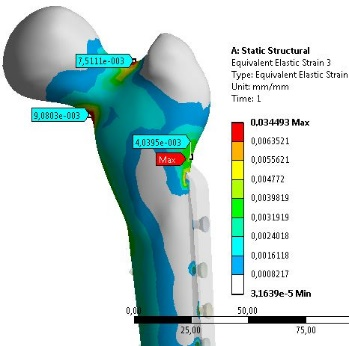 7,5111e-003
9,0803e-003
4,0395e-003
Max
A: Static Structural
Equivalent Elastic Strain 3
Type: Equivalent Elastic Strain
Unit: mm/mm
Time: 1
0,034493 Max
0,0063521
0,0055621
0,004772
0,0039819
0,0031919
0,0024018
0,0016118
0,0008217
3,1639e-5 Min
0,00
50,00
25,00
75,00